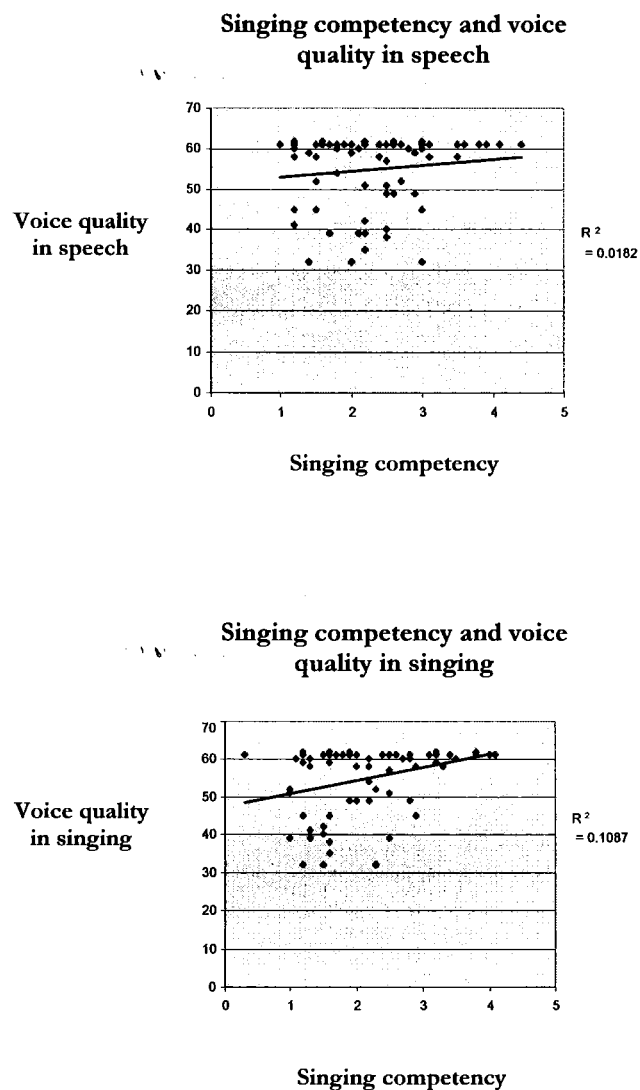 Singing competency and voice
quality in speech
70
60
50
40
30
20
10
0
0 1 2 3 4 5
Voice quality
in speech
R²
= 0.0182
Singing competency
Singing competency and voice
quality in singing
70
60
50
40
30
20
10
0
0 1 2 3 4 5
Voice quality
in singing
R²
= 0.1087
Singing competency